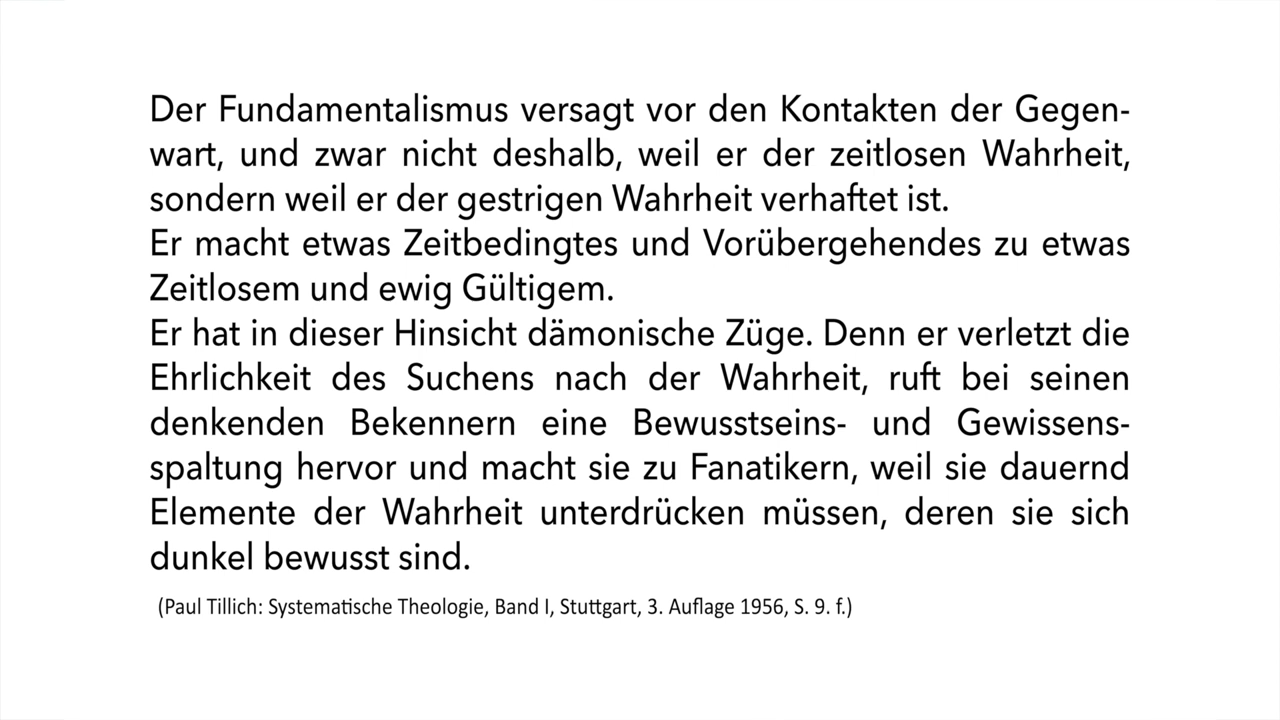 Der Fundamentalismus versagt vor den Kontakten der Gegen-
wart, und zwar nicht deshalb, weil er der zeitlosen Wahrheit,
sondern weil er der gestrigen Wahrheit verhaftet ist.
Er macht etwas Zeitbedingtes und Vorübergehendes zu etwas
Zeitlosem und ewig Gültigem.
Er hat in dieser Hinsicht dämonische Züge. Denn er verletzt die
Ehrlichkeit des Suchens nach der Wahrheit, ruft bei seinen
denkenden Bekennern eine Bewusstseins- und Gewissens-
spaltung hervor und macht sie zu Fanatikern, weil sie dauernd
Elemente der Wahrheit unterdrücken müssen, deren sie sich
dunkel bewusst sind.
(Paul Tillich: Systematische Theologie, Band I, Stuttgart, 3. Auflage 1956, S. 9. f.)